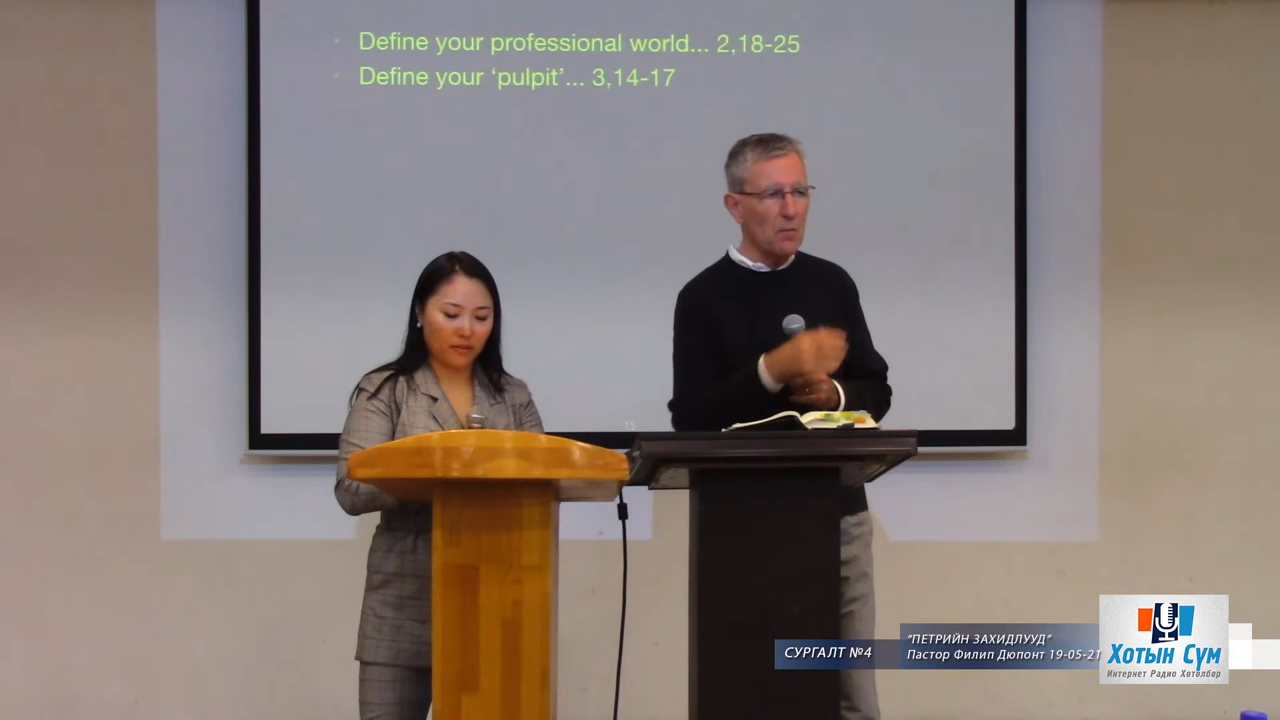 Define your professional world... 2,18-25
Define your ‘pulpit’... 3,14-17
15
СУРГАЛТ №4
“ПЕТРИЙН ЗАХИДЛУУД”
Пастор Филип Дюпонт 19-05-21
Хотын Сүм
Интернет Радио Хөтөлбөр